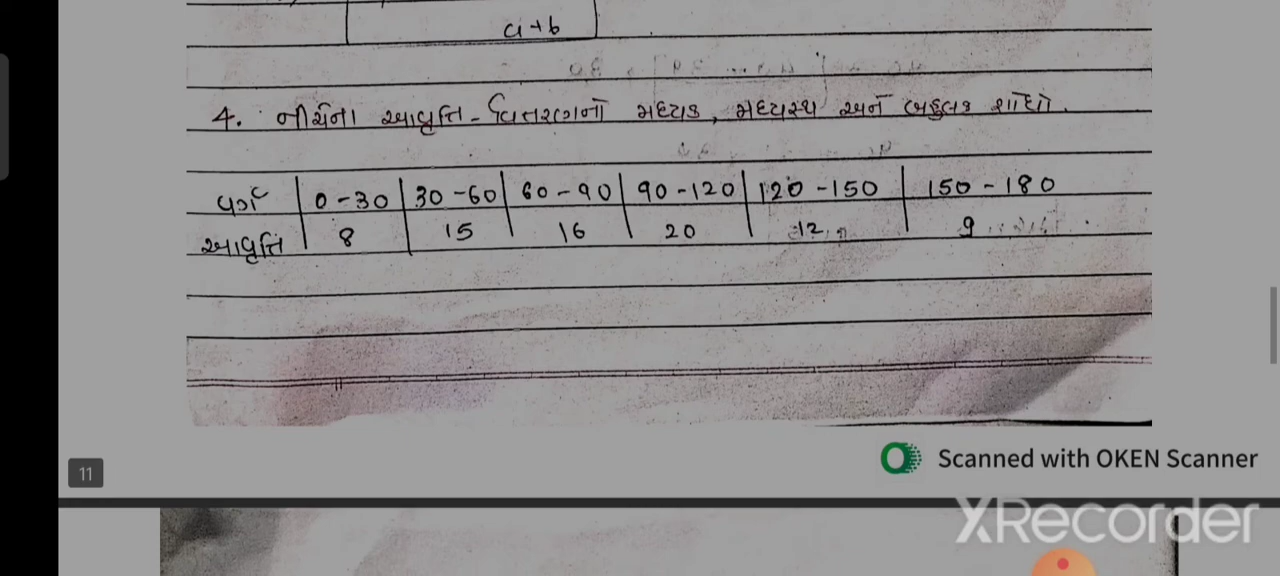 a+b
4. નીચેના આવૃત્તિ-વિતરણનો મધ્યક, મધ્યસ્થ અને બહુલક શોધો.
વર્ગ 0-30 30-60 60-90 90-120 120-150 150-180
આવૃત્તિ 8 15 16 20 12 9
11
Scanned with OKEN Scanner
XRecorder